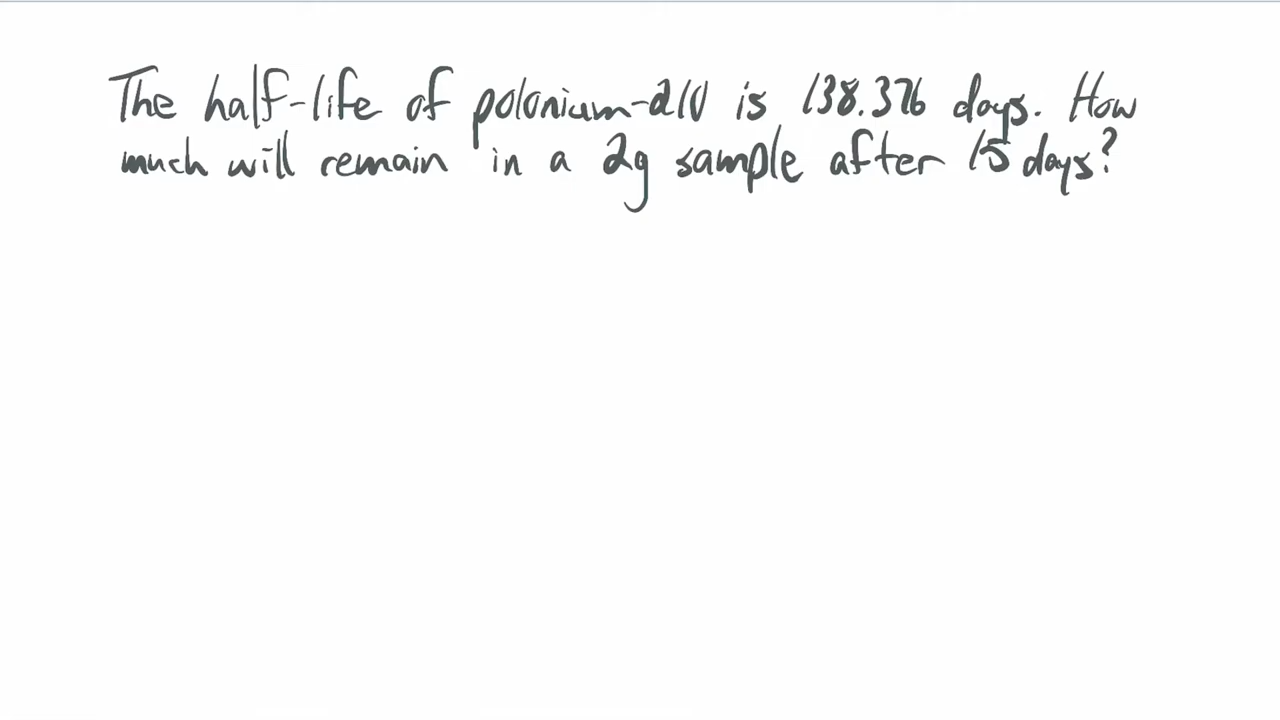 The half-life of polonium-210 is 138.376 days. How
much will remain in a 2g sample after 15 days?